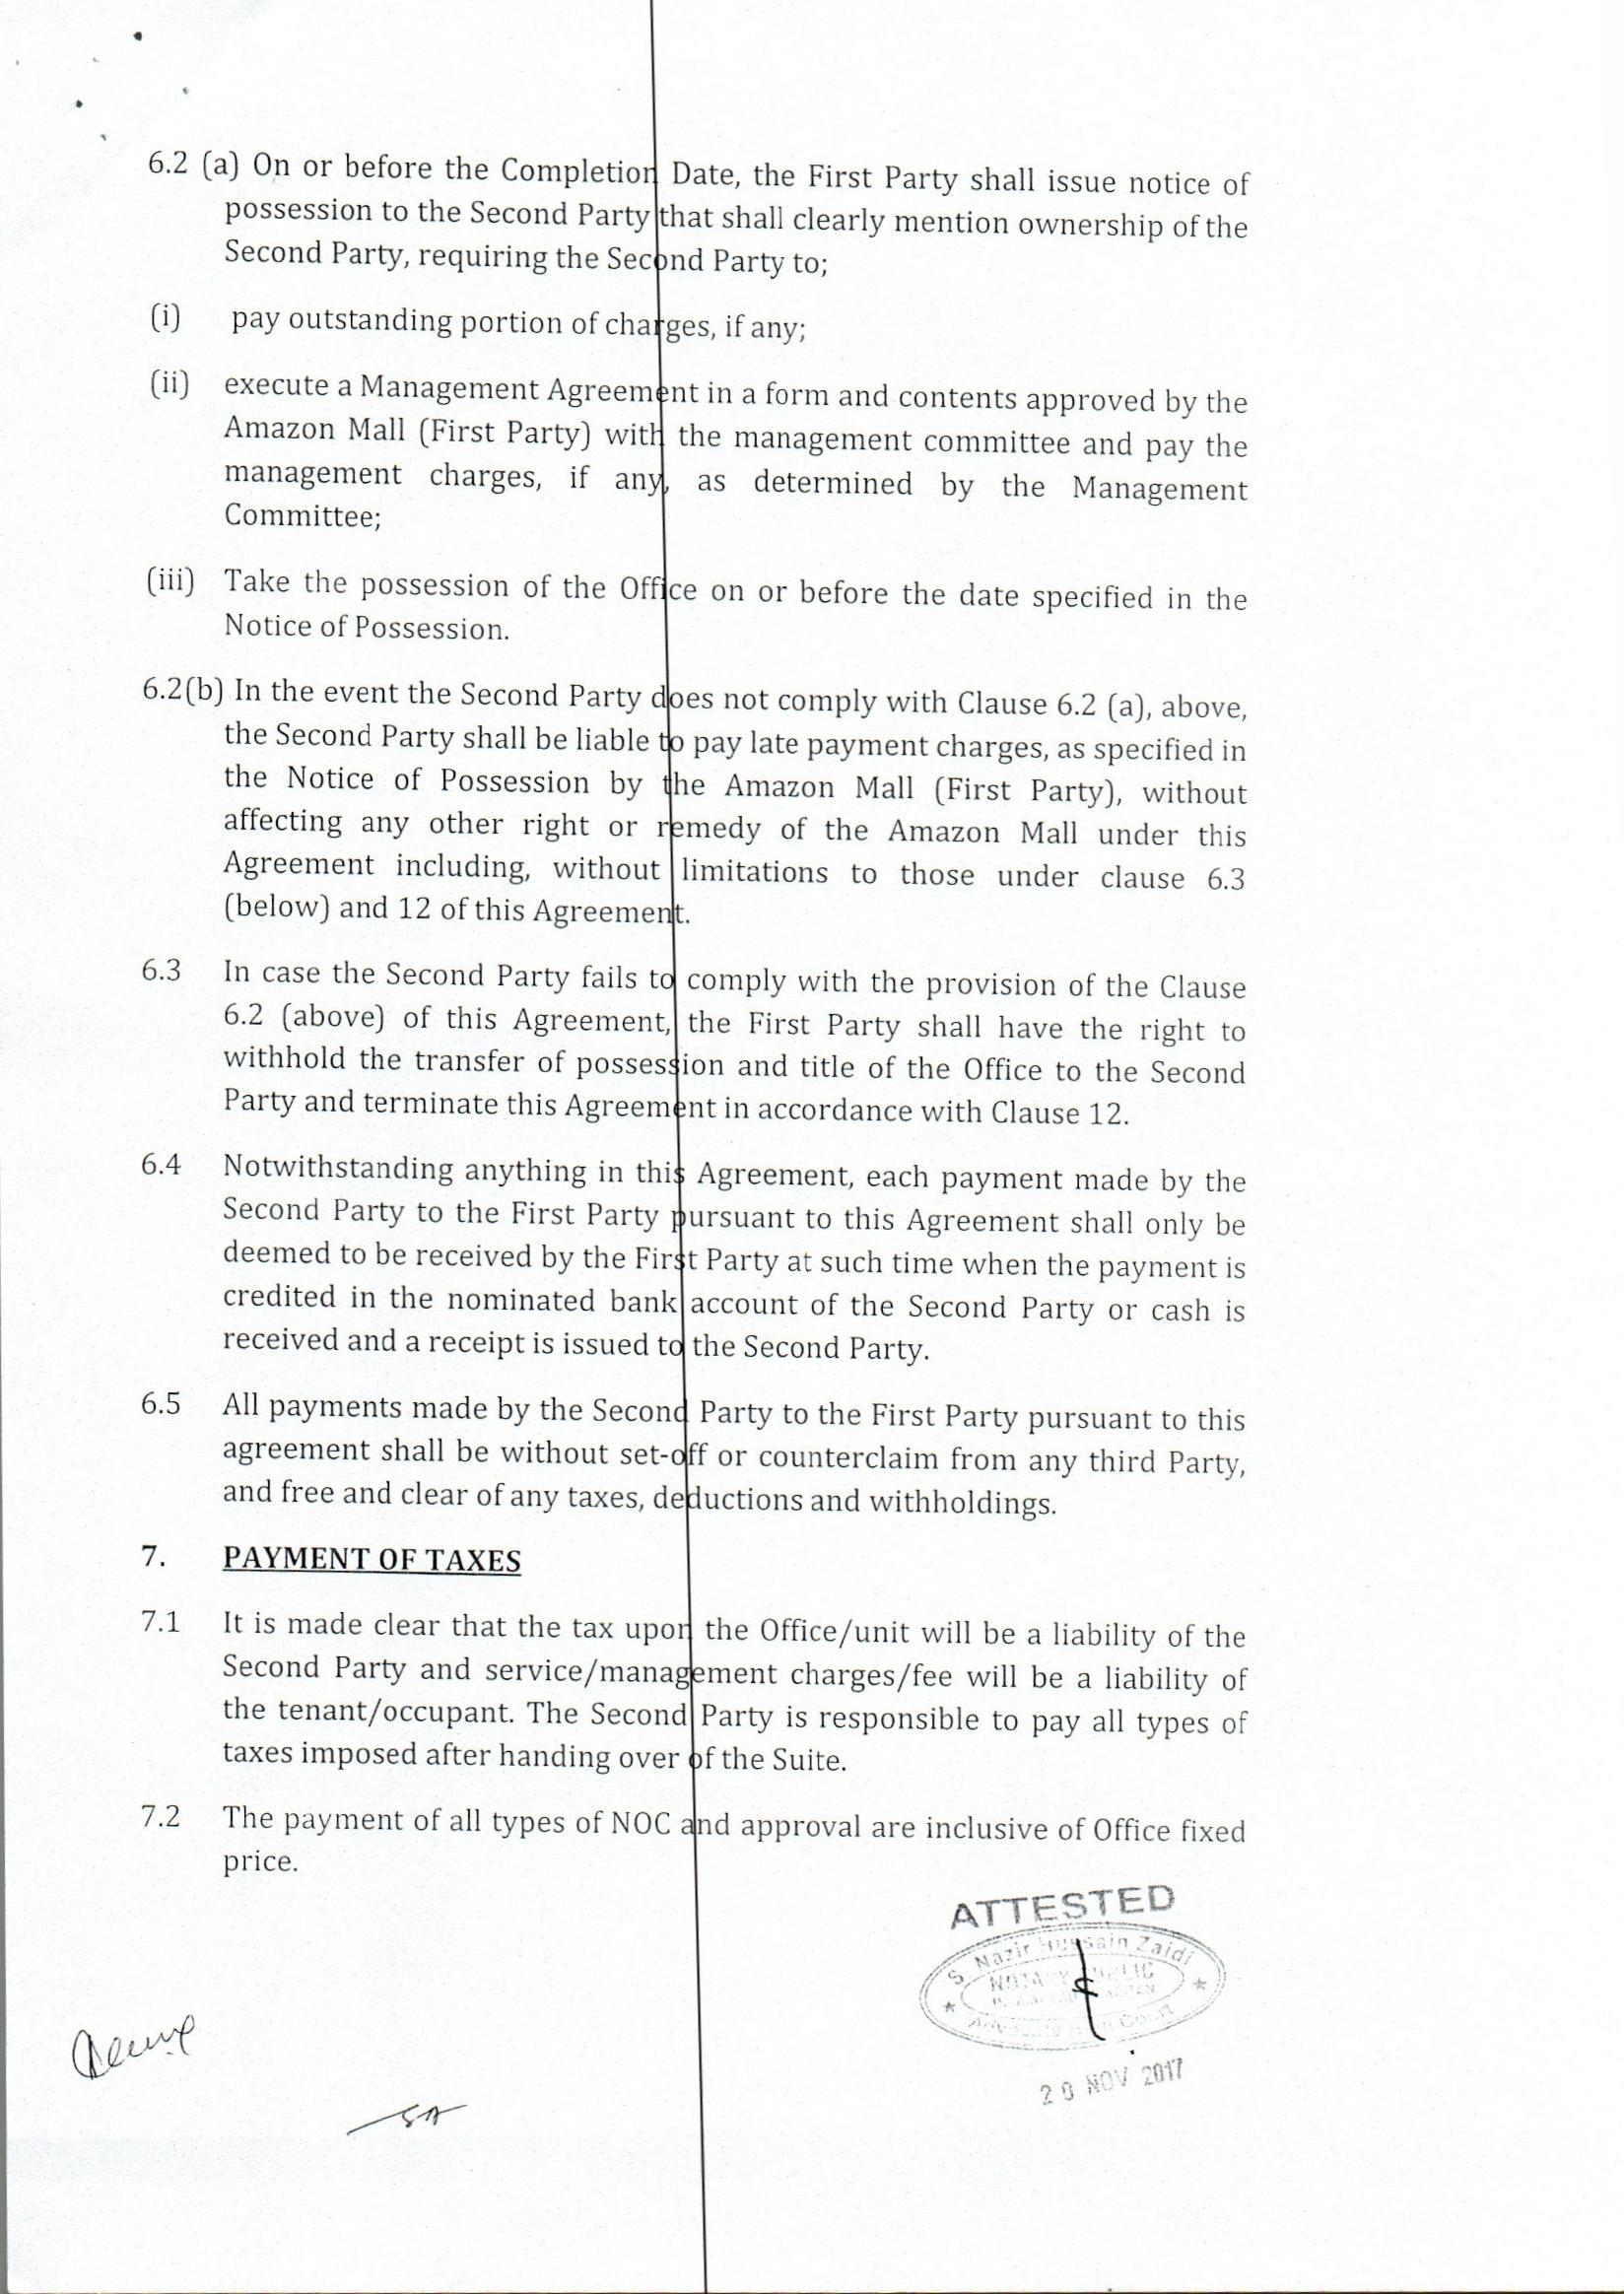 6.2 (a) On or before the Completion Date, the First Party shall issue notice of
possession to the Second Party that shall clearly mention ownership of the
Second Party, requiring the Second Party to;
(i) pay outstanding portion of charges, if any;
(ii) execute a Management Agreement in a form and contents approved by the
Amazon Mall (First Party) with the management committee and pay the
management charges, if any, as determined by the Management
Committee;
(iii) Take the possession of the Office on or before the date specified in the
Notice of Possession.
6.2(b) In the event the Second Party does not comply with Clause 6.2 (a), above,
the Second Party shall be liable to pay late payment charges, as specified in
the Notice of Possession by the Amazon Mall (First Party), without
affecting any other right or remedy of the Amazon Mall under this
Agreement including, without limitations to those under clause 6.3
(below) and 12 of this Agreement.
6.3 In case the Second Party fails to comply with the provision of the Clause
6.2 (above) of this Agreement, the First Party shall have the right to
withhold the transfer of possession and title of the Office to the Second
Party and terminate this Agreement in accordance with Clause 12.
6.4 Notwithstanding anything in this Agreement, each payment made by the
Second Party to the First Party pursuant to this Agreement shall only be
deemed to be received by the First Party at such time when the payment is
credited in the nominated bank account of the Second Party or cash is
received and a receipt is issued to the Second Party.
6.5 All payments made by the Second Party to the First Party pursuant to this
agreement shall be without set-off or counterclaim from any third Party,
and free and clear of any taxes, deductions and withholdings.
7. PAYMENT OF TAXES
7.1 It is made clear that the tax upon the Office/unit will be a liability of the
Second Party and service/management charges/fee will be a liability of
the tenant/occupant. The Second Party is responsible to pay all types of
taxes imposed after handing over of the Suite.
7.2 The payment of all types of NOC and approval are inclusive of Office fixed
price.
ATTESTED
S. Nazir Hussain Zaidi
NOTARY PUBLIC
Advocate High Court
20 NOV 2017
SA